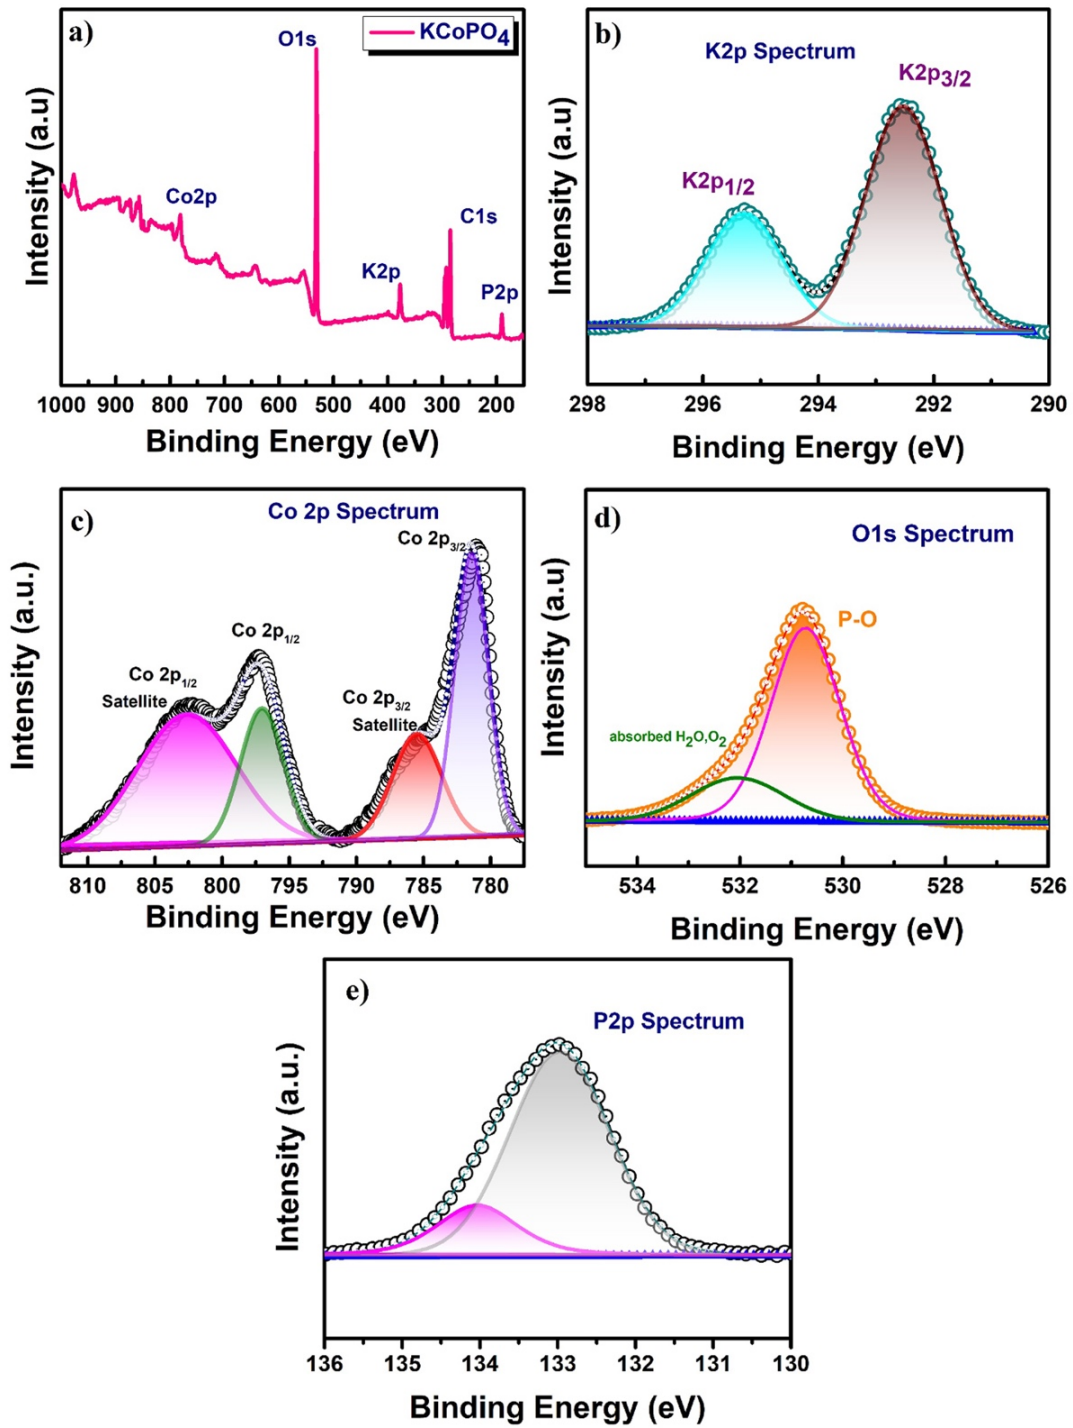 a)
KCoPO4
O1s
Co2p
C1s
K2p
P2p
Intensity (a.u)
1000 900 800 700 600 500 400 300 200
Binding Energy (eV)
b)
K2p Spectrum
K2p3/2
K2p1/2
Intensity (a.u)
298 296 294 292 290
Binding Energy (eV)
c)
Co 2p Spectrum
Co 2p3/2
Co 2p1/2
Co 2p1/2
Satellite
Co 2p3/2
Satellite
Intensity (a.u.)
810 805 800 795 790 785 780
Binding Energy (eV)
d)
O1s Spectrum
P-O
absorbed H2O,O2
Intensity (a.u.)
534 532 530 528 526
Binding Energy (eV)
e)
P2p Spectrum
Intensity (a.u.)
136 135 134 133 132 131 130
Binding Energy (eV)